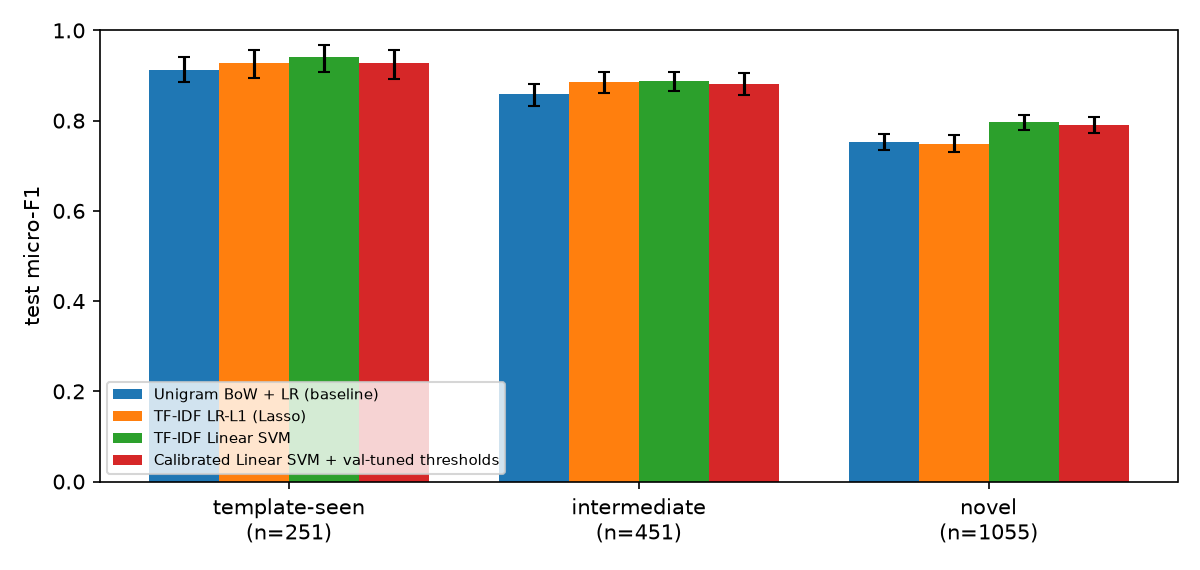 1.0
0.8
0.6
0.4
0.2
0.0
test micro-F1
Unigram BoW + LR (baseline)
TF-IDF LR-L1 (Lasso)
TF-IDF Linear SVM
Calibrated Linear SVM + val-tuned thresholds
template-seen
(n=251)
intermediate
(n=451)
novel
(n=1055)